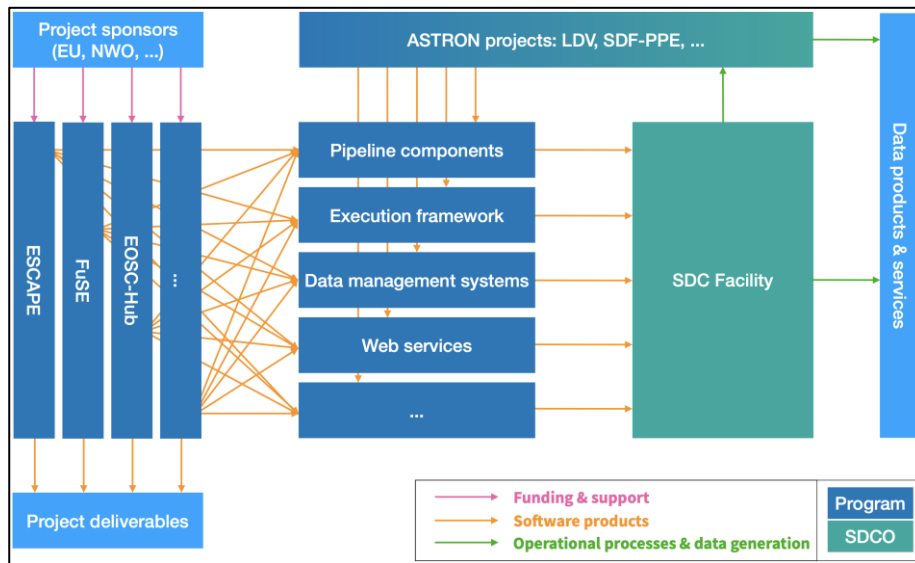 Project sponsors
(EU, NWO, ...)
ASTRON projects: LDV, SDF-PPE, ...
ESCAPE
FuSE
EOSC-Hub
...
Pipeline components
Execution framework
Data management systems
Web services
...
SDC Facility
Data products & services
Project deliverables
Funding & support
Software products
Operational processes & data generation
Program
SDCO